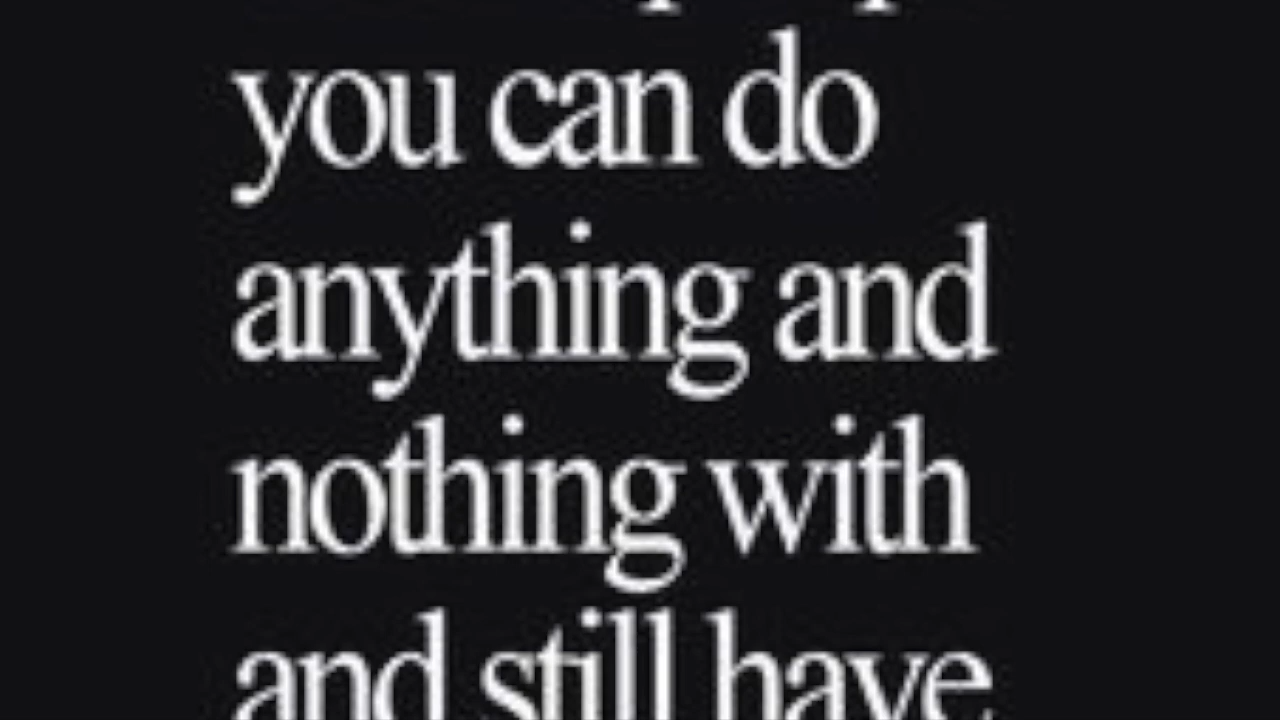 you can do
anything and
nothing with
and still have